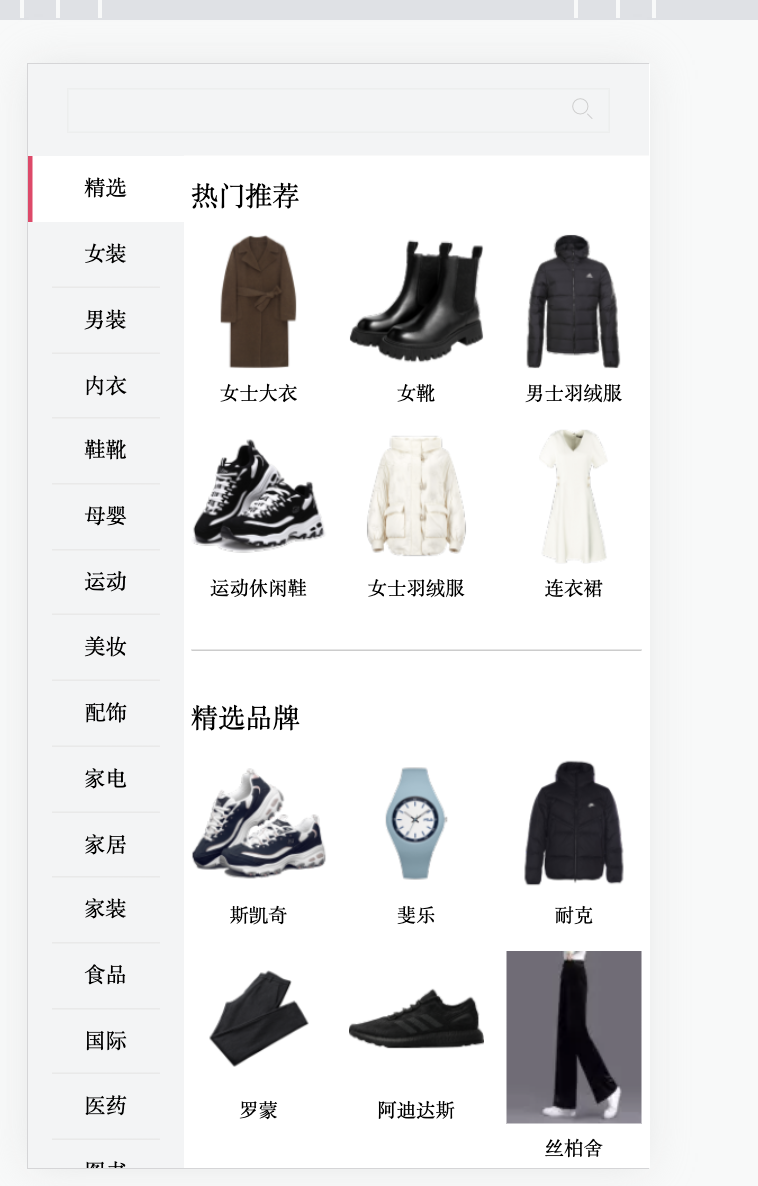 精选
女装
男装
内衣
鞋靴
母婴
运动
美妆
配饰
家电
家居
家装
食品
国际
医药
图书
热门推荐
女士大衣
女靴
男士羽绒服
运动休闲鞋
女士羽绒服
连衣裙
精选品牌
斯凯奇
斐乐
耐克
罗蒙
阿迪达斯
丝柏舍